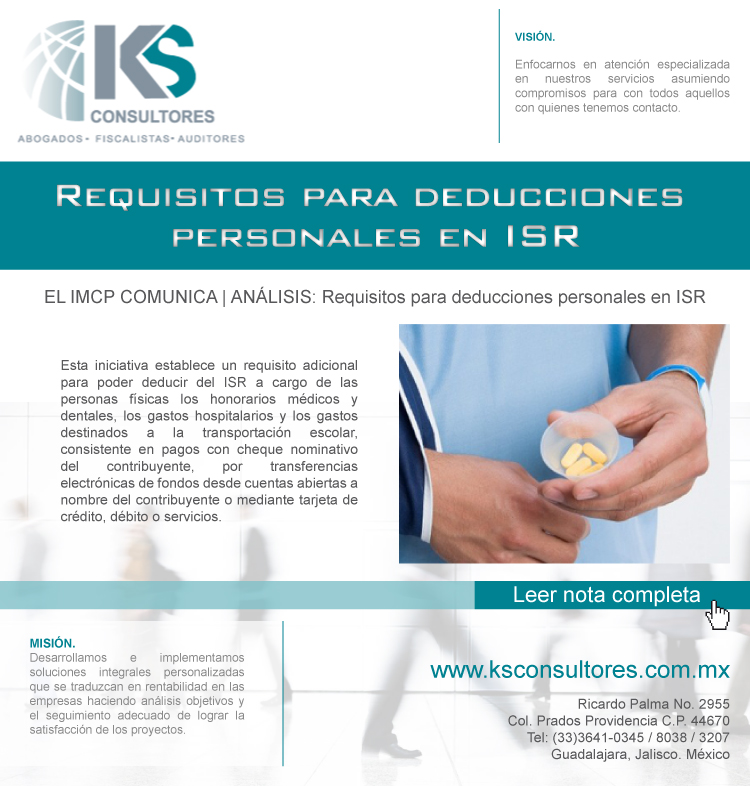 KS
CONSULTORES
ABOGADOS• FISCALISTAS• AUDITORES
VISIÓN.
Enfocarnos en atención especializada
en nuestros servicios asumiendo
compromisos para con todos aquellos
con quienes tenemos contacto.
REQUISITOS PARA DEDUCCIONES
PERSONALES EN ISR
EL IMCP COMUNICA | ANÁLISIS: Requisitos para deducciones personales en ISR
Esta iniciativa establece un requisito adicional
para poder deducir del ISR a cargo de las
personas físicas los honorarios médicos y
dentales, los gastos hospitalarios y los gastos
destinados a la transportación escolar,
consistente en pagos con cheque nominativo
del contribuyente, por transferencias
electrónicas de fondos desde cuentas abiertas a
nombre del contribuyente o mediante tarjeta de
crédito, débito o servicios.
Leer nota completa
MISIÓN.
Desarrollamos e implementamos
soluciones integrales personalizadas
que se traduzcan en rentabilidad en las
empresas haciendo análisis objetivos y
el seguimiento adecuado de lograr la
satisfacción de los proyectos.
www.ksconsultores.com.mx
Ricardo Palma No. 2955
Col. Prados Providencia C.P. 44670
Tel: (33)3641-0345 / 8038 / 3207
Guadalajara, Jalisco. México